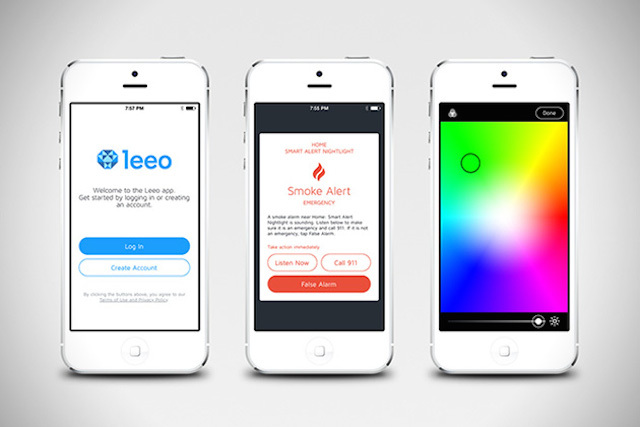 7:57 PM
leeo
Welcome to the Leeo app.
Get started by logging in or creating
an account.
Log In
Create Account
By clicking the buttons above, you agree to our
Terms of Use and Privacy Policy
7:55 PM
HOME
SMART ALERT NIGHTLIGHT
Smoke Alert
EMERGENCY
A smoke alarm near Home: Smart Alert
Nightlight is sounding. Listen below to make
sure it is an emergency and call 911. If it is not
an emergency, tap False Alarm.
Take action immediately
Listen Now
Call 911
False Alarm
Done